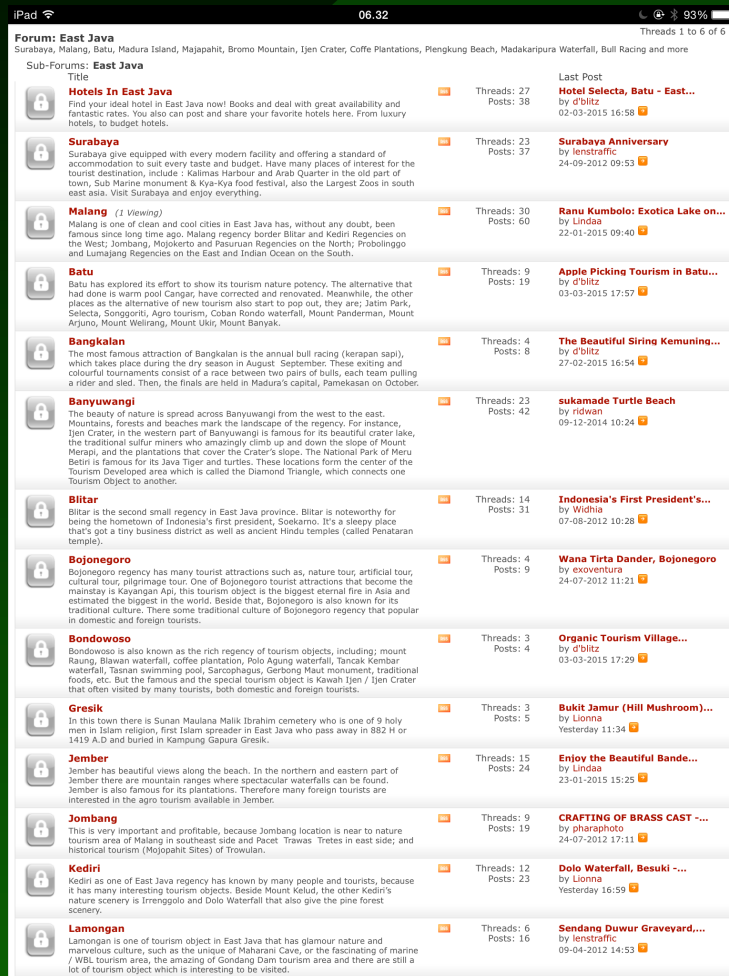 iPad 06.32 93%
Forum: East Java Threads 1 to 6 of 6
Surabaya, Malang, Batu, Madura Island, Majapahit, Bromo Mountain, Ijen Crater, Coffe Plantations, Plengkung Beach, Madakaripura Waterfall, Bull Racing and more
Sub-Forums: East Java
Title Last Post
Hotels In East Java Threads: 27 Hotel Selecta, Batu - East...
Find your ideal hotel in East Java now! Books and deal with great availability and Posts: 38 by d'blitz
fantastic rates. You also can post and share your favorite hotels here. From luxury 02-03-2015 16:58
hotels, to budget hotels.
Surabaya Threads: 23 Surabaya Anniversary
Surabaya give equipped with every modern facility and offering a standard of Posts: 37 by lenstraffic
accommodation to suit every taste and budget. Have many places of interest for the 24-09-2012 09:53
tourist destination, include : Kalimas Harbour and Arab Quarter in the old part of
town, Sub Marine monument & Kya-Kya food festival, also the Largest Zoos in south
east asia. Visit Surabaya and enjoy everything.
Malang (1 Viewing) Threads: 30 Ranu Kumbolo: Exotica Lake on...
Malang is one of clean and cool cities in East Java has, without any doubt, been Posts: 60 by Lindaa
famous since long time ago. Malang regency border Blitar and Kediri Regencies on 22-01-2015 09:40
the West; Jombang, Mojokerto and Pasuruan Regencies on the North; Probolinggo
and Lumajang Regencies on the East and Indian Ocean on the South.
Batu Threads: 9 Apple Picking Tourism in Batu...
Batu has explored its effort to show its tourism nature potency. The alternative that Posts: 19 by d'blitz
had done is warm pool Cangar, have corrected and renovated. Meanwhile, the other 03-03-2015 17:57
places as the alternative of new tourism also start to pop out, they are; Jatim Park,
Selecta, Songgoriti, Agro tourism, Coban Rondo waterfall, Mount Panderman, Mount
Arjuno, Mount Welirang, Mount Ukir, Mount Banyak.
Bangkalan Threads: 4 The Beautiful Siring Kemuning...
The most famous attraction of Bangkalan is the annual bull racing (kerapan sapi), Posts: 8 by d'blitz
which takes place during the dry season in August September. These exiting and 27-02-2015 16:54
colourful tournaments consist of a race between two pairs of bulls, each team pulling
a rider and sled. Then, the finals are held in Madura's capital, Pamekasan on October.
Banyuwangi Threads: 23 sukamade Turtle Beach
The beauty of nature is spread across Banyuwangi from the west to the east. Posts: 42 by ridwan
Mountains, forests and beaches mark the landscape of the regency. For instance, 09-12-2014 10:24
Ijen Crater, in the western part of Banyuwangi is famous for its beautiful crater lake,
the traditional sulfur miners who amazingly climb up and down the slope of Mount
Merapi, and the plantations that cover the Crater's slope. The National Park of Meru
Betiri is famous for its Java Tiger and turtles. These locations form the center of the
Tourism Developed area which is called the Diamond Triangle, which connects one
Tourism Object to another.
Blitar Threads: 14 Indonesia's First President's...
Blitar is the second small regency in East Java province. Blitar is noteworthy for Posts: 31 by Widhia
being the hometown of Indonesia's first president, Soekarno. It's a sleepy place 07-08-2012 10:28
that's got a tiny business district as well as ancient Hindu temples (called Penataran
temple).
Bojonegoro Threads: 4 Wana Tirta Dander, Bojonegoro
Bojonegoro regency has many tourist attractions such as, nature tour, artificial tour, Posts: 9 by exoventura
cultural tour, pilgrimage tour. One of Bojonegoro tourist attractions that become the 24-07-2012 11:21
mainstay is Kayangan Api, this tourism object is the biggest eternal fire in Asia and
estimated the biggest in the world. Beside that, Bojonegoro is also known for its
traditional culture. There some traditional culture of Bojonegoro regency that popular
in domestic and foreign tourists.
Bondowoso Threads: 3 Organic Tourism Village...
Bondowoso is also known as the rich regency of tourism objects, including; mount Posts: 4 by d'blitz
Raung, Blawan waterfall, coffee plantation, Polo Agung waterfall, Tancak Kembar 03-03-2015 17:29
waterfall, Tasnan swimming pool, Sarcophagus, Gerbong Maut monument, traditional
foods, etc. But the famous and the special tourism object is Kawah Ijen / Ijen Crater
that often visited by many tourists, both domestic and foreign tourists.
Gresik Threads: 3 Bukit Jamur (Hill Mushroom)...
In this town there is Sunan Maulana Malik Ibrahim cemetery who is one of 9 holy Posts: 5 by Lionna
men in Islam religion, first Islam spreader in East Java who pass away in 882 H or Yesterday 11:34
1419 A.D and buried in Kampung Gapura Gresik.
Jember Threads: 15 Enjoy the Beautiful Bande...
Jember has beautiful views along the beach. In the northern and eastern part of Posts: 24 by Lindaa
Jember there are mountain ranges where spectacular waterfalls can be found. 23-01-2015 15:25
Jember is also famous for its plantations. Therefore many foreign tourists are
interested in the agro tourism available in Jember.
Jombang Threads: 9 CRAFTING OF BRASS CAST -...
This is very important and profitable, because Jombang location is near to nature Posts: 19 by pharaphoto
tourism area of Malang in southeast side and Pacet Trawas Tretes in east side; and 24-07-2012 17:11
historical tourism (Mojopahit Sites) of Trowulan.
Kediri Threads: 12 Dolo Waterfall, Besuki -...
Kediri as one of East Java regency has known by many people and tourists, because Posts: 23 by Lionna
it has many interesting tourism objects. Beside Mount Kelud, the other Kediri's Yesterday 16:59
nature scenery is Irrenggolo and Dolo Waterfall that also give the pine forest
scenery.
Lamongan Threads: 6 Sendang Duwur Graveyard,...
Lamongan is one of tourism object in East Java that has glamour nature and Posts: 16 by lenstraffic
marvelous culture, such as the unique of Maharani Cave, or the fascinating of marine 09-04-2012 14:53
/ WBL tourism area, the amazing of Gondang Dam tourism area and there are still a
lot of tourism object which is interesting to be visited.